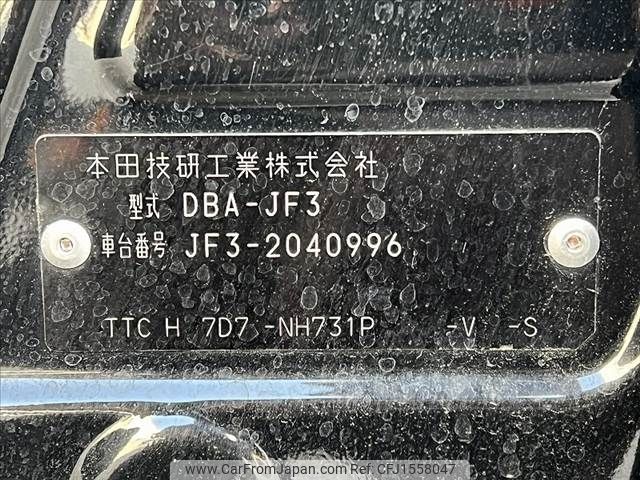 本田技研工業株式会社
型式 DBA-JF3
車台番号 JF3-2040996
TTC H 7D7 -NH731P -V -S
www.CarFromJapan.com | CFJ1558047